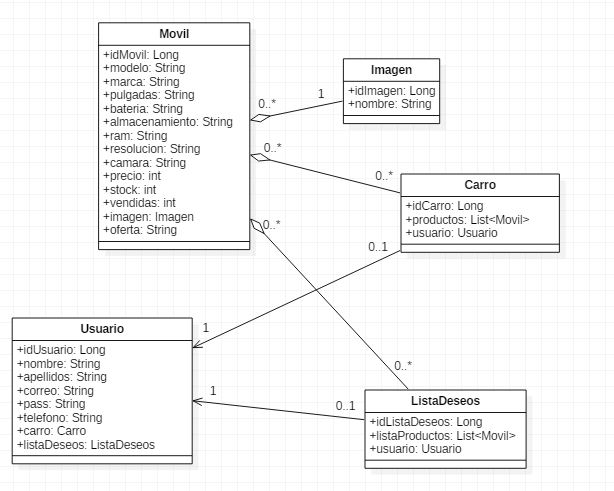 Movil
+idMovil: Long
+modelo: String
+marca: String
+pulgadas: String
+bateria: String
+almacenamiento: String
+ram: String
+resolucion: String
+camara: String
+precio: int
+stock: int
+vendidas: int
+imagen: Imagen
+oferta: String
Imagen
+idImagen: Long
+nombre: String
0..*
1
0..*
0..*
Carro
+idCarro: Long
+productos: List<Movil>
+usuario: Usuario
0..*
0..1
1
Usuario
+idUsuario: Long
+nombre: String
+apellidos: String
+correo: String
+pass: String
+telefono: String
+carro: Carro
+listaDeseos: ListaDeseos
0..*
1
0..1
ListaDeseos
+idListaDeseos: Long
+listaProductos: List<Movil>
+usuario: Usuario